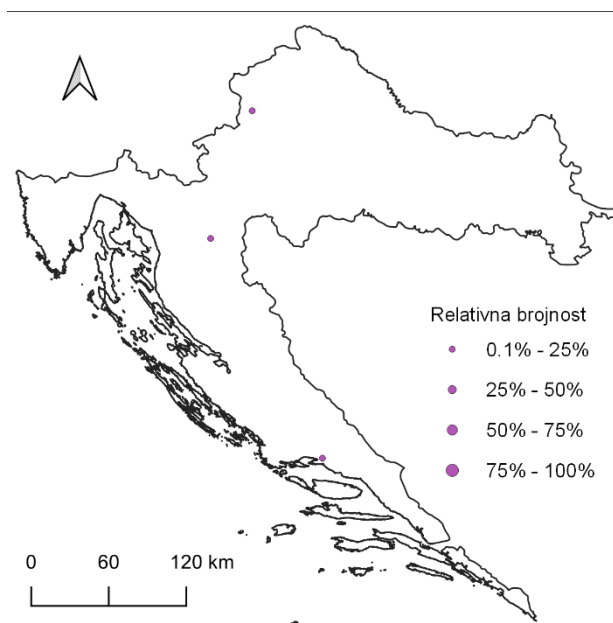 Relativna brojnost
0.1% - 25%
25% - 50%
50% - 75%
75% - 100%
0 60 120 km